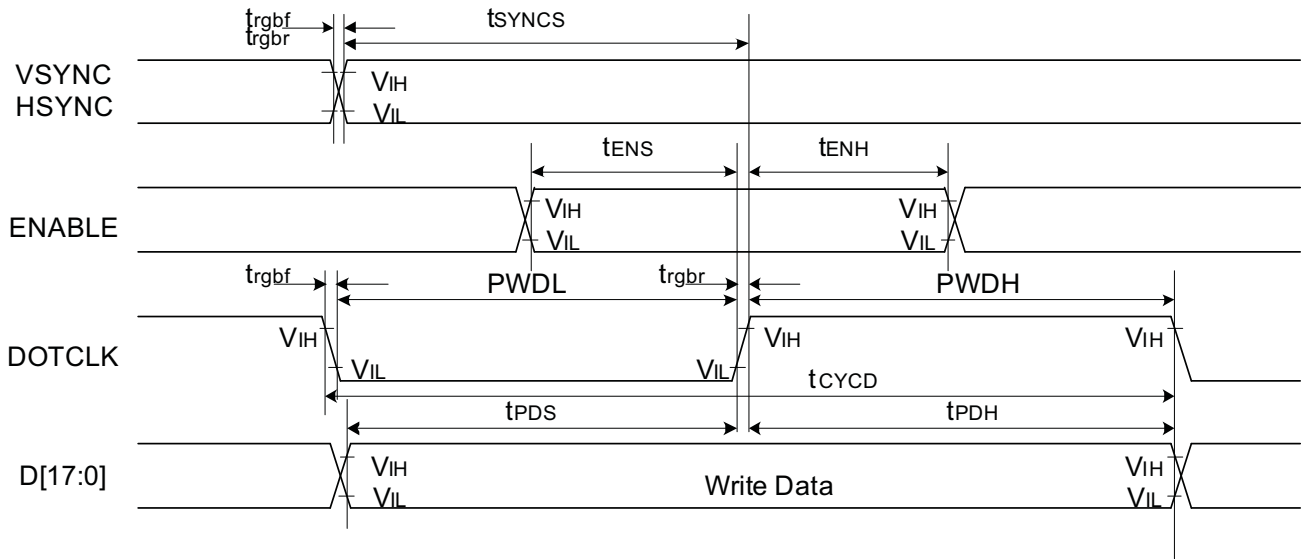 trgbf
trgbr
tSYNCS
VSYNC
HSYNC
VIH
VIL
tENS
tENH
ENABLE
VIH
VIL
VIH
VIL
trgbf
PWDL
trgbr
PWDH
DOTCLK
VIH
VIL
VIL
VIH
VIH
tCYCD
tPDS
tPDH
D[17:0]
VIH
VIL
Write Data
VIH
VIL